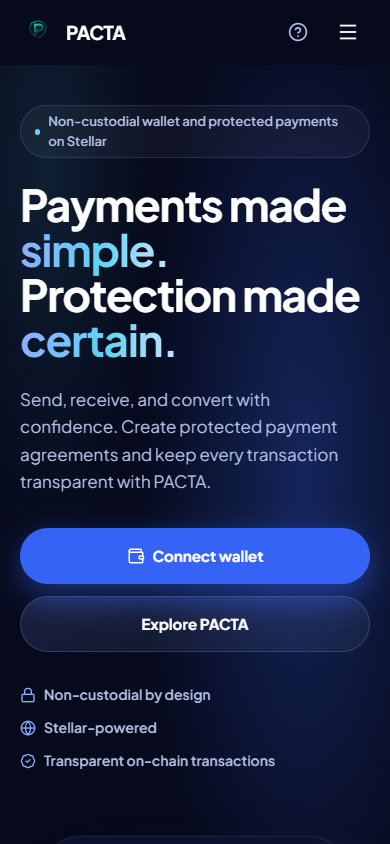 PACTA
Non-custodial wallet and protected payments
on Stellar
Payments made
simple.
Protection made
certain.
Send, receive, and convert with
confidence. Create protected payment
agreements and keep every transaction
transparent with PACTA.
Connect wallet
Explore PACTA
Non-custodial by design
Stellar-powered
Transparent on-chain transactions